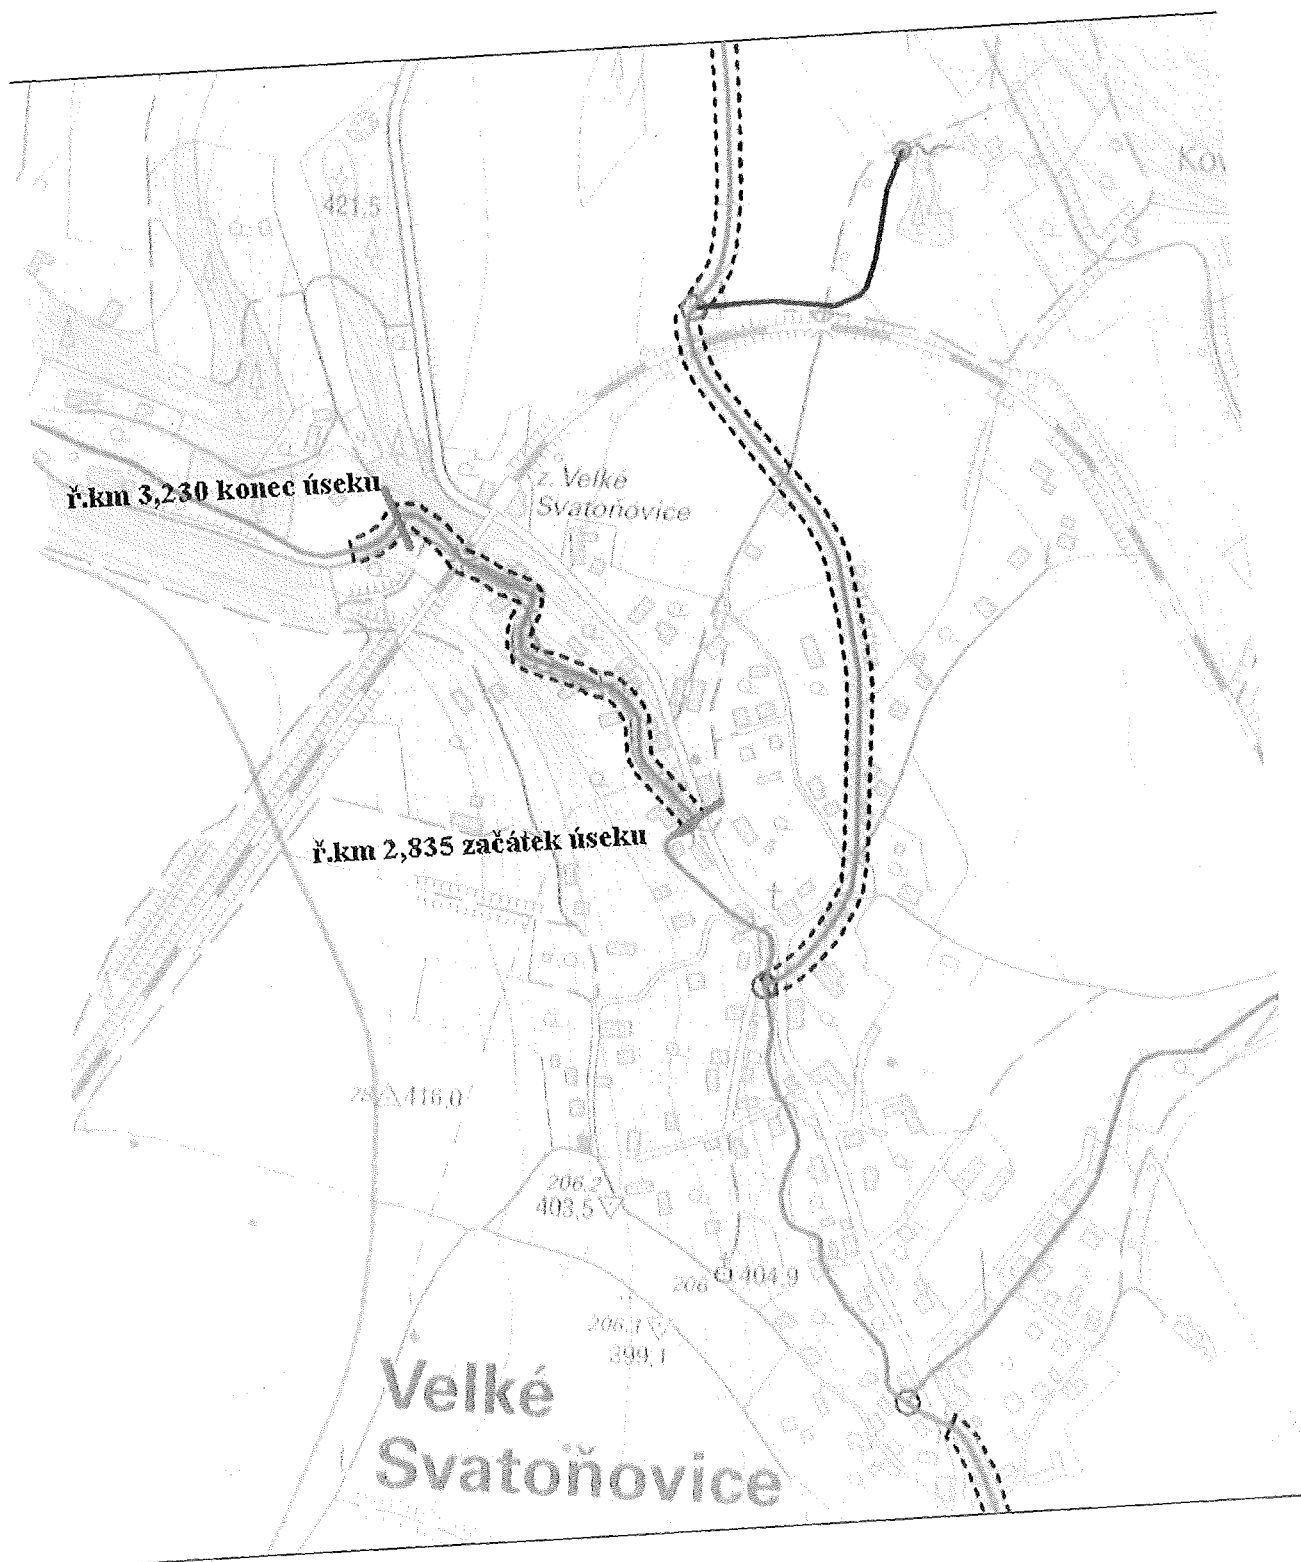 Kov
421,5
ř.km 3,230 konec úseku
z. Velké
Svatoňovice
ř.km 2,835 začátek úseku
416,0
206.2
403,5
206
404,9
206.1
399,1
Velké
Svatoňovice